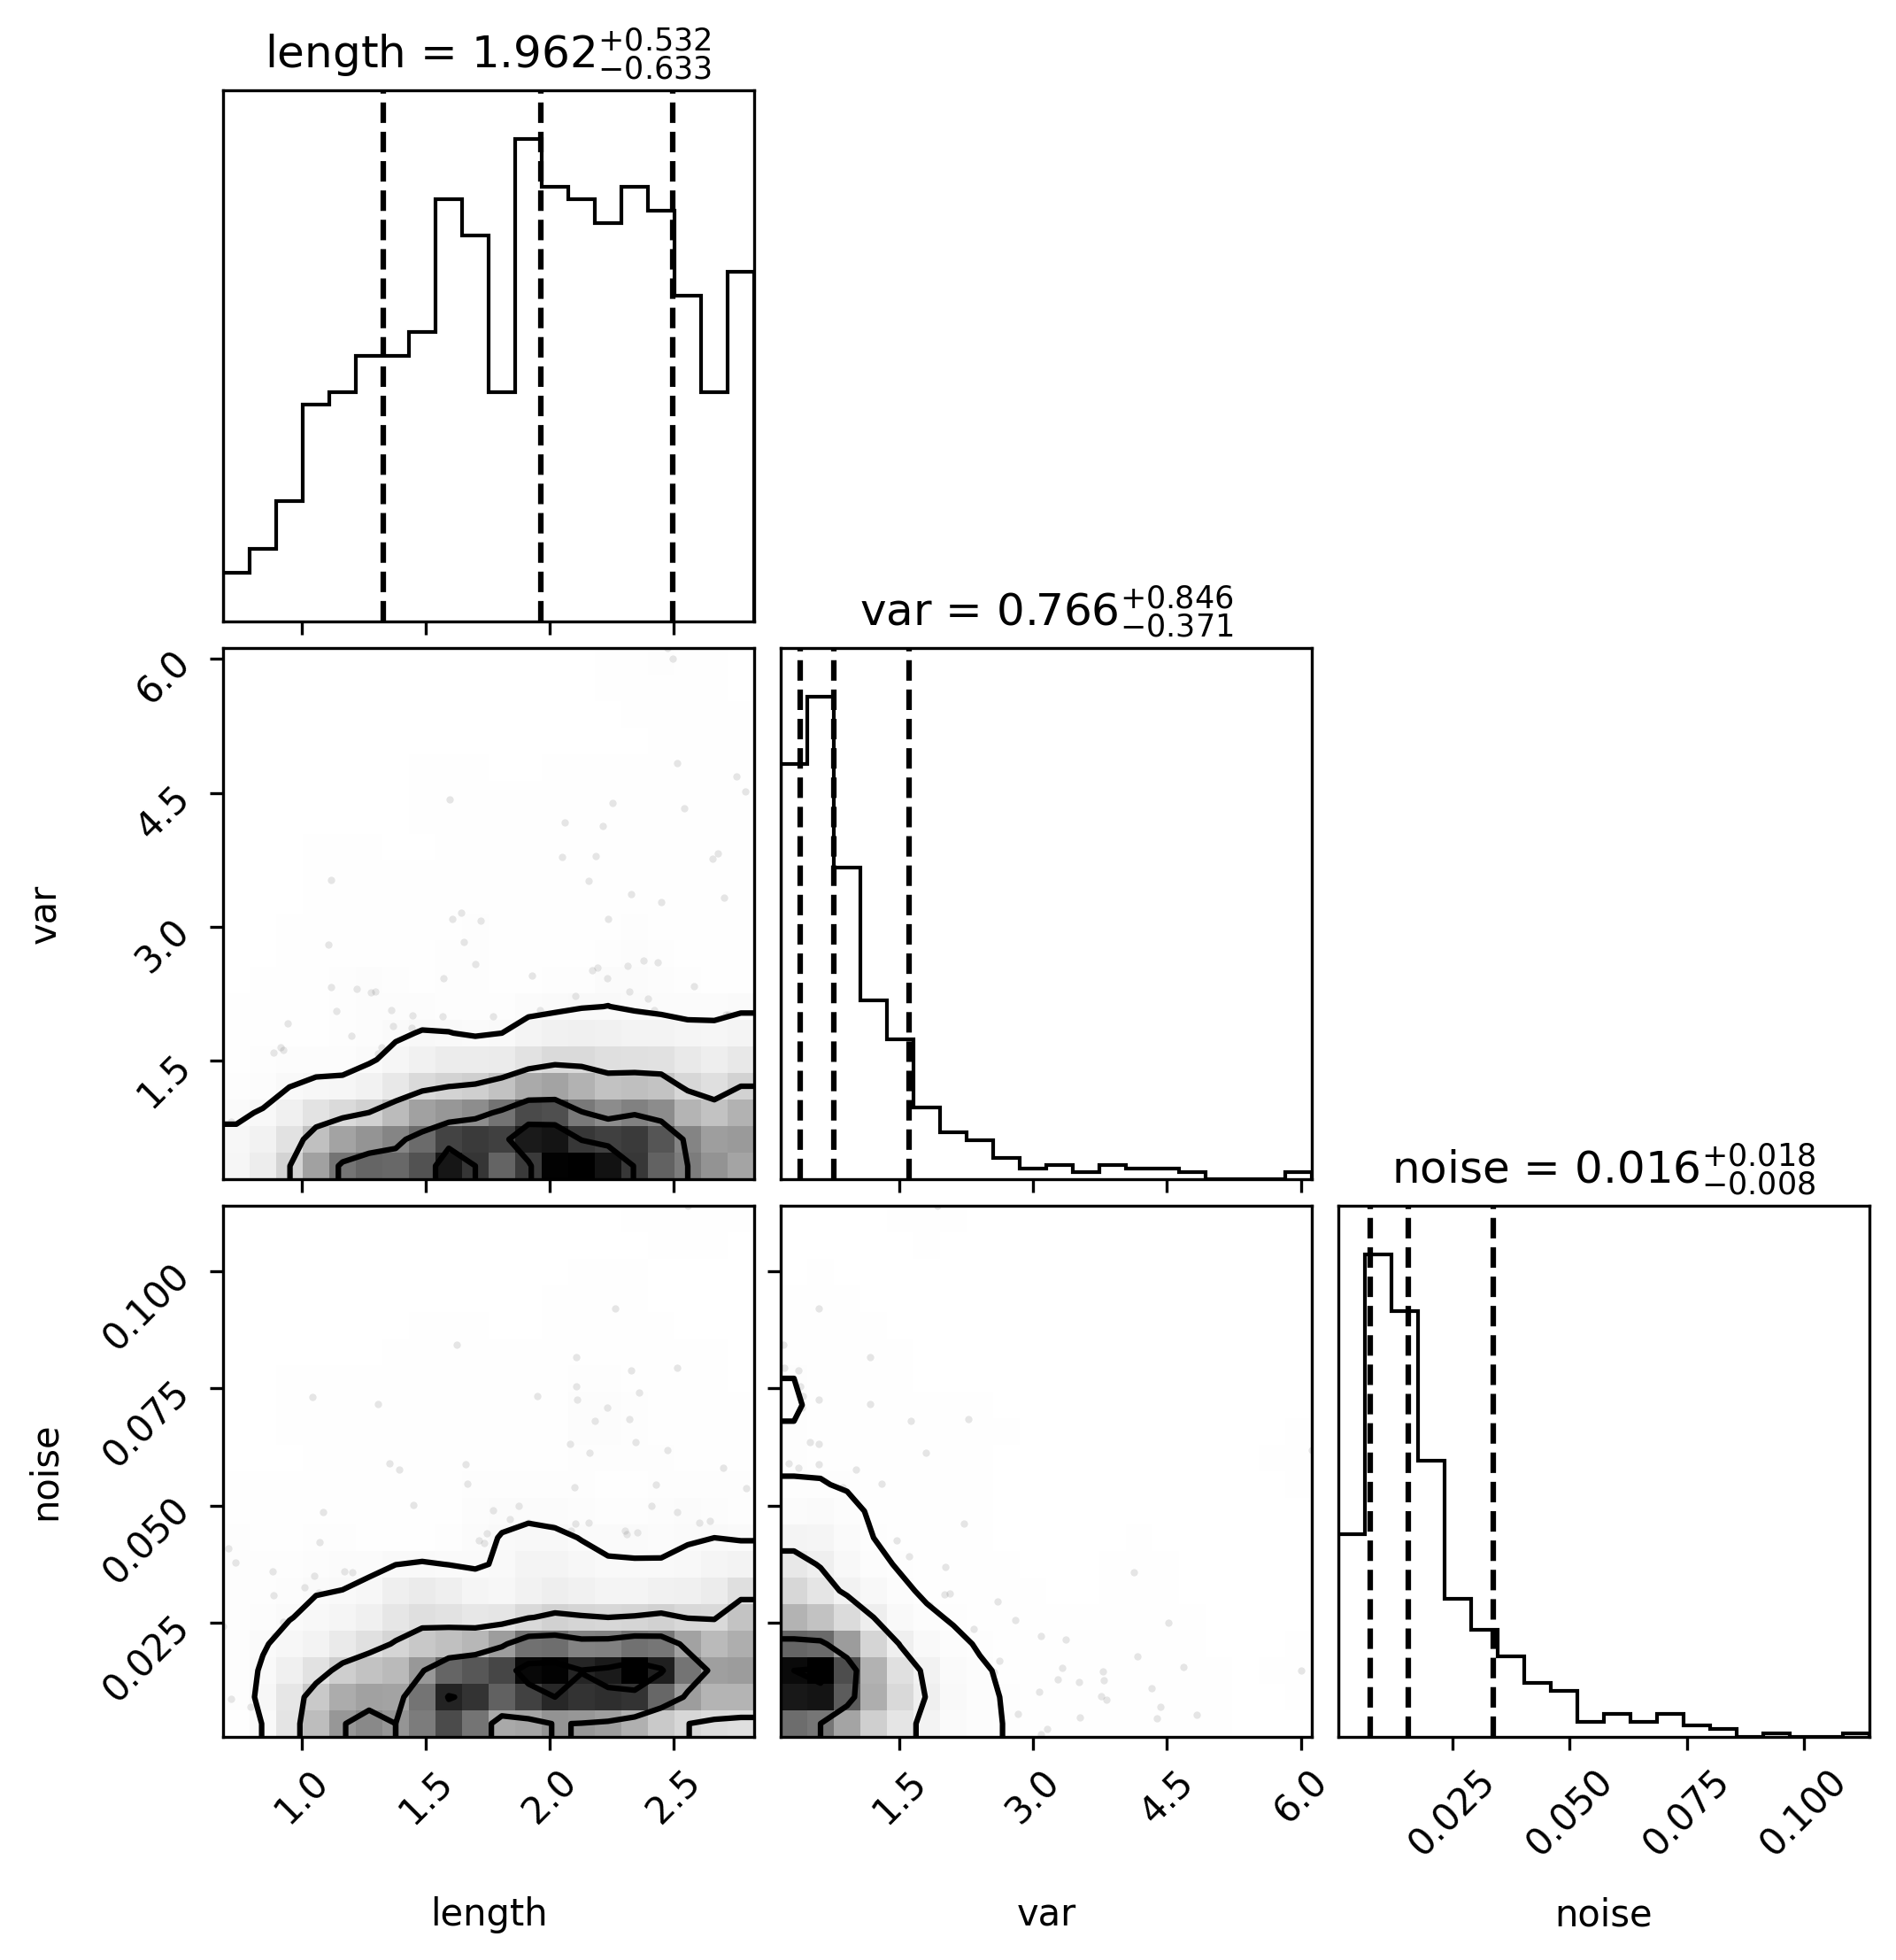 length = 1.962+0.532−0.633
var = 0.766+0.846−0.371
6.0
4.5
3.0
1.5
var
noise = 0.016+0.018−0.008
0.100
0.075
0.050
0.025
noise
1.0 1.5 2.0 2.5 1.5 3.0 4.5 6.0 0.025 0.050 0.075 0.100
length var noise